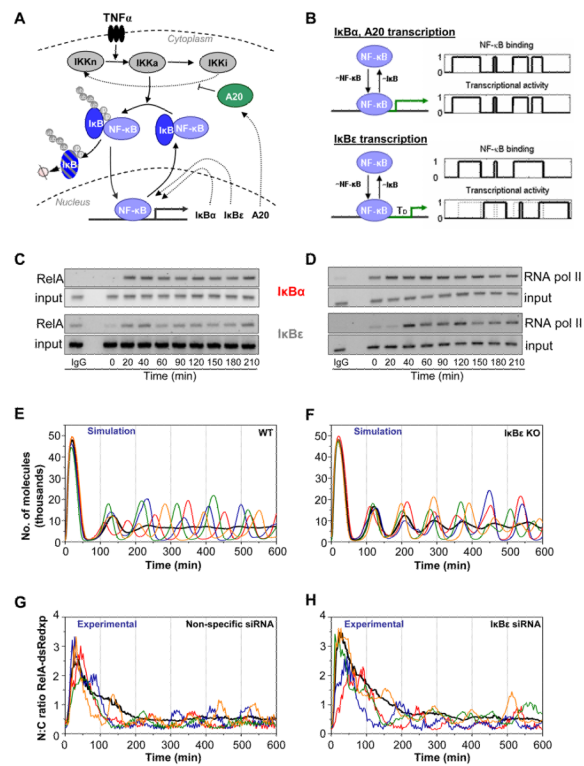 A
TNFα
Cytoplasm
IKKn
IKKa
IKKi
A20
IκB
NF-κB
IκB
NF-κB
IκB
Nucleus
NF-κB
IκBα
IκBε
A20
B
IκBα, A20 transcription
NF-κB
~NF-κB
~IκB
NF-κB
NF-κB binding
1
0
Transcriptional activity
1
0
IκBε transcription
NF-κB
~NF-κB
~IκB
NF-κB
TD
NF-κB binding
1
0
Transcriptional activity
1
0
C
RelA
input
IκBα
RelA
input
IκBε
IgG 0 20 40 60 90 120 150 180 210
Time (min)
D
RNA pol II
input
RNA pol II
input
IgG 0 20 40 60 90 120 150 180 210
Time (min)
E
Simulation
WT
No. of molecules
(thousands)
50
40
30
20
10
0
0 100 200 300 400 500 600
Time (min)
F
Simulation
IκBε KO
50
40
30
20
10
0
0 100 200 300 400 500 600
Time (min)
G
Experimental
Non-specific siRNA
N:C ratio RelA-dsRedxp
4
3
2
1
0
0 100 200 300 400 500 600
Time (min)
H
Experimental
IκBε siRNA
4
3
2
1
0
0 100 200 300 400 500 600
Time (min)